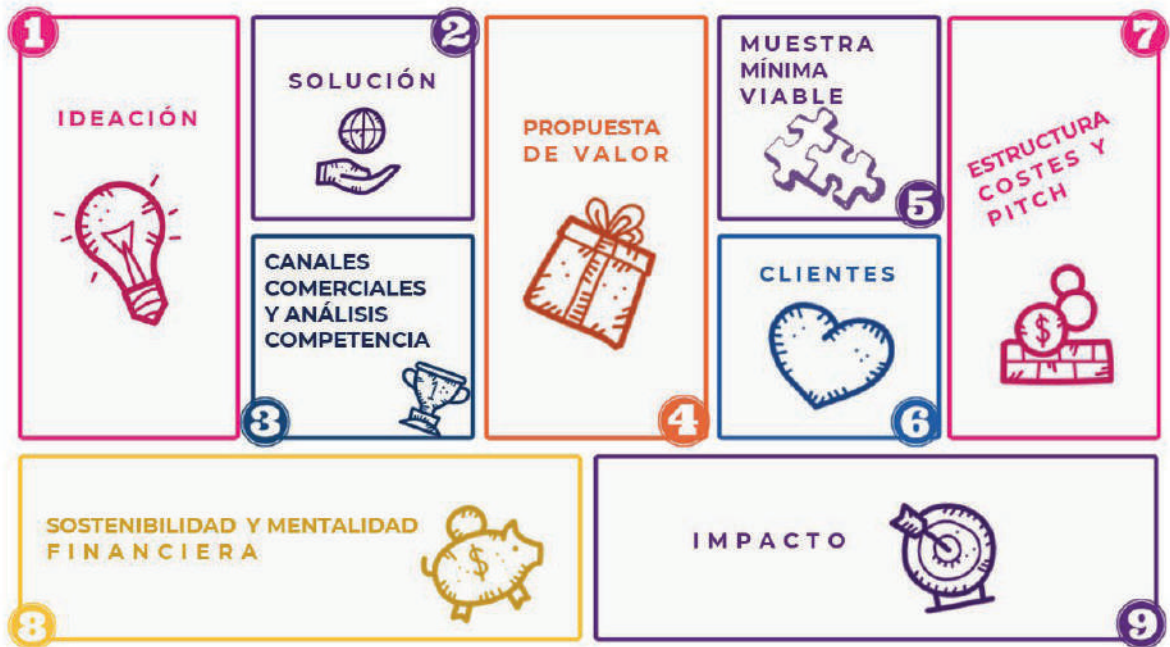 1
IDEACIÓN
2
SOLUCIÓN
CANALES
COMERCIALES
Y ANÁLISIS
COMPETENCIA
1
3
PROPUESTA
DE VALOR
4
MUESTRA
MÍNIMA
VIABLE
5
CLIENTES
6
7
ESTRUCTURA
COSTES Y
PITCH
$
SOSTENIBILIDAD Y MENTALIDAD
FINANCIERA
$
8
IMPACTO
9